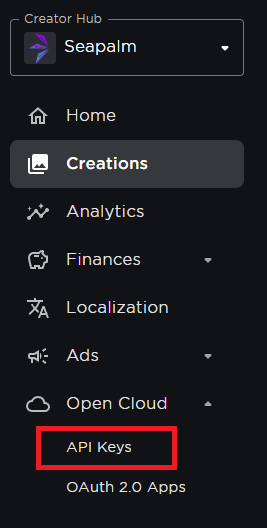 Creator Hub
Seapalm
Home
Creations
Analytics
Finances
Localization
Ads
Open Cloud
API Keys
OAuth 2.0 Apps